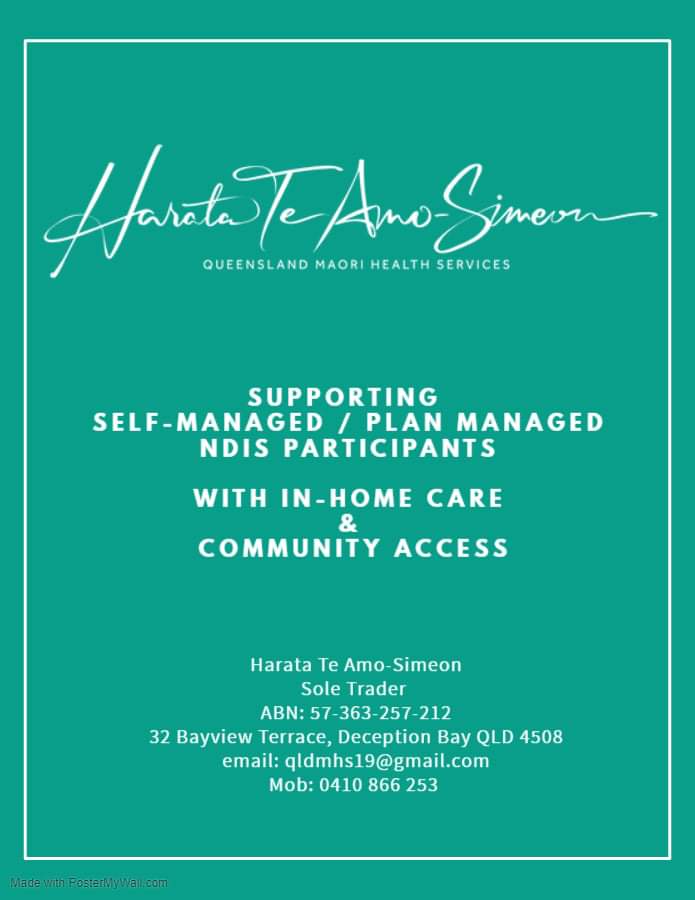 Harata Te Amo-Simeon
QUEENSLAND MAORI HEALTH SERVICES
SUPPORTING
SELF-MANAGED / PLAN MANAGED
NDIS PARTICIPANTS
WITH IN-HOME CARE
&
COMMUNITY ACCESS
Harata Te Amo-Simeon
Sole Trader
ABN: 57-363-257-212
32 Bayview Terrace, Deception Bay QLD 4508
email: qldmhs19@gmail.com
Mob: 0410 866 253
Made with PosterMyWall.com